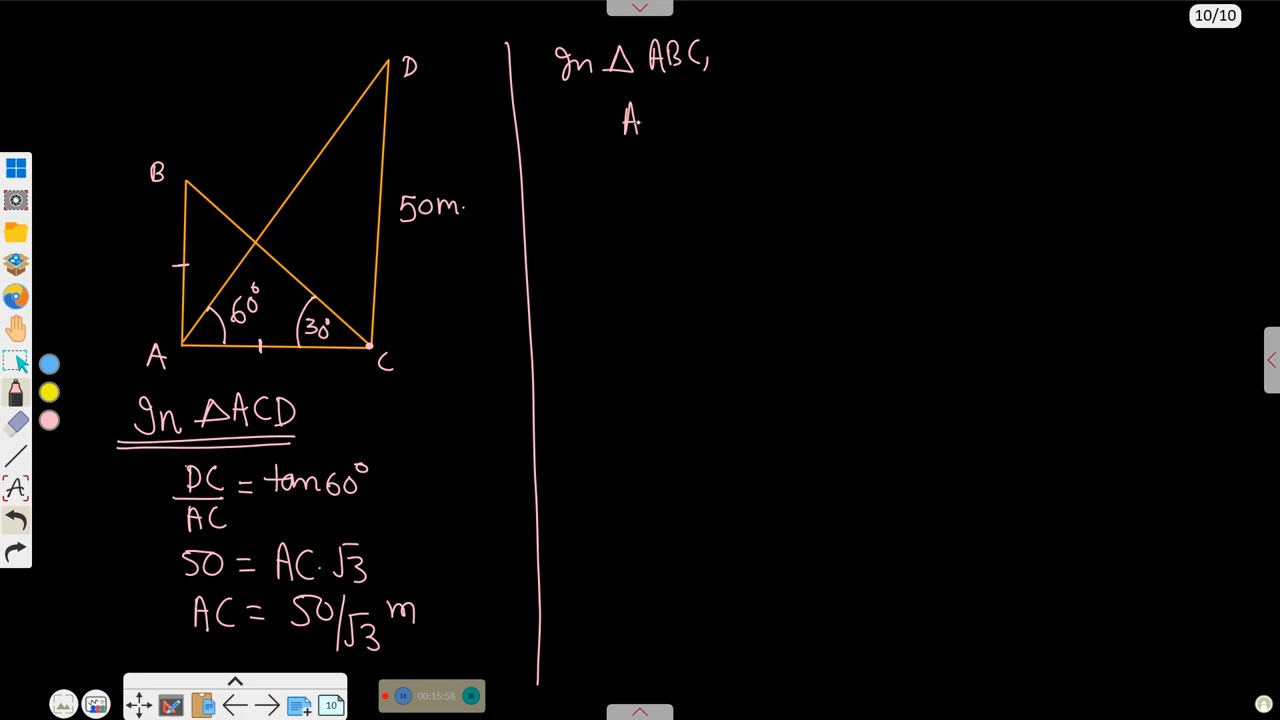 10/10
D
B
50m.
60°
30°
A
C
In △ACD
DC/AC = tan60°
50 = AC·√3
AC = 50/√3 m
In △ ABC,
A
00:15:58
10